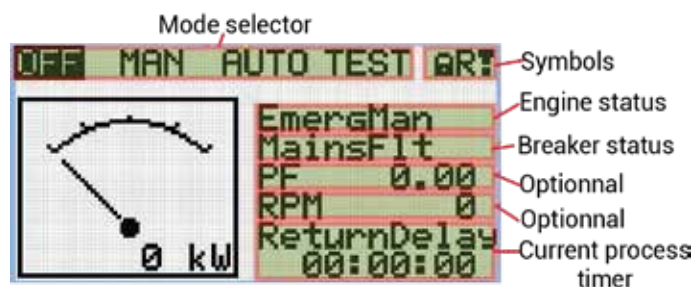 Mode selector
OFF MAN AUTO TEST R! Symbols
EmergMan Engine status
MainsFlt Breaker status
PF 0.00 Optionnal
RPM 0 Optionnal
ReturnDelay Current process
00:00:00 timer
0 kW